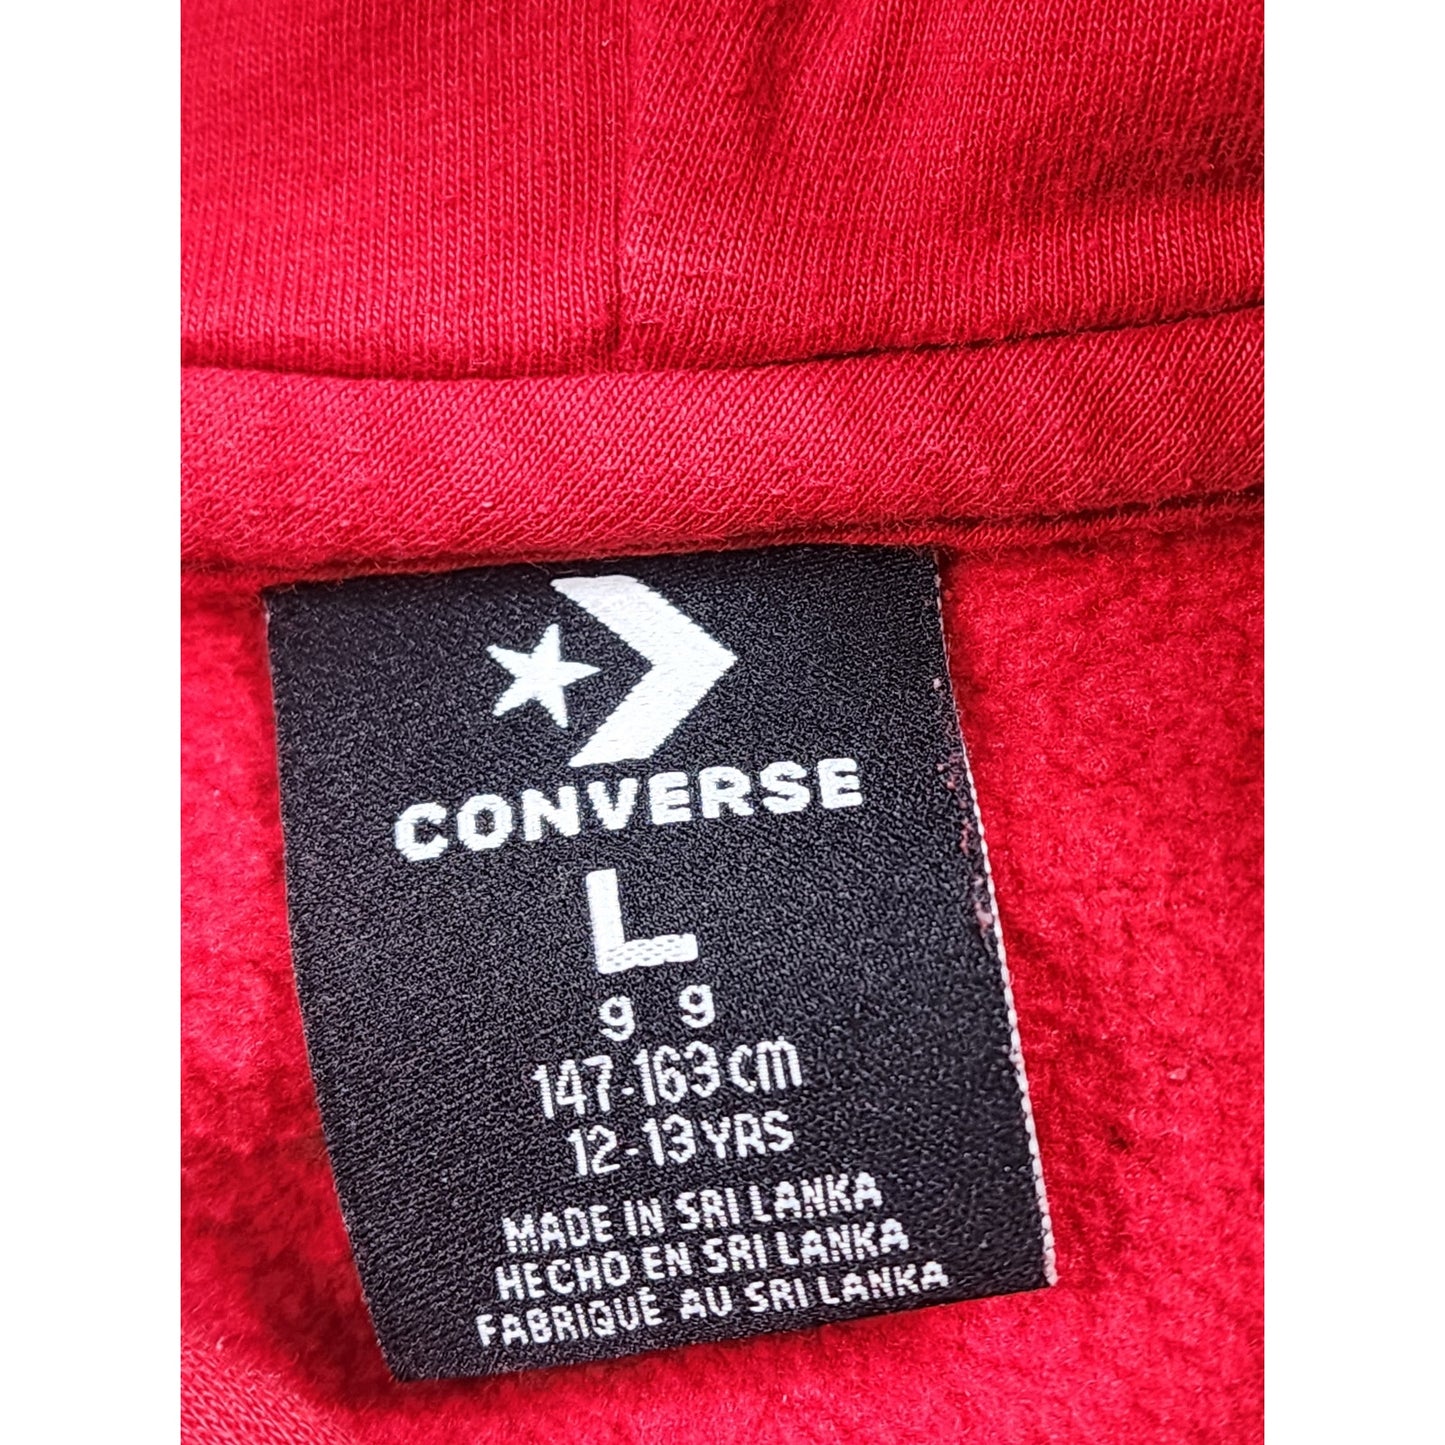 CONVERSE
L
g g
147-163 cm
12-13 YRS
MADE IN SRI LANKA
HECHO EN SRI LANKA
FABRIQUÉ AU SRI LANKA